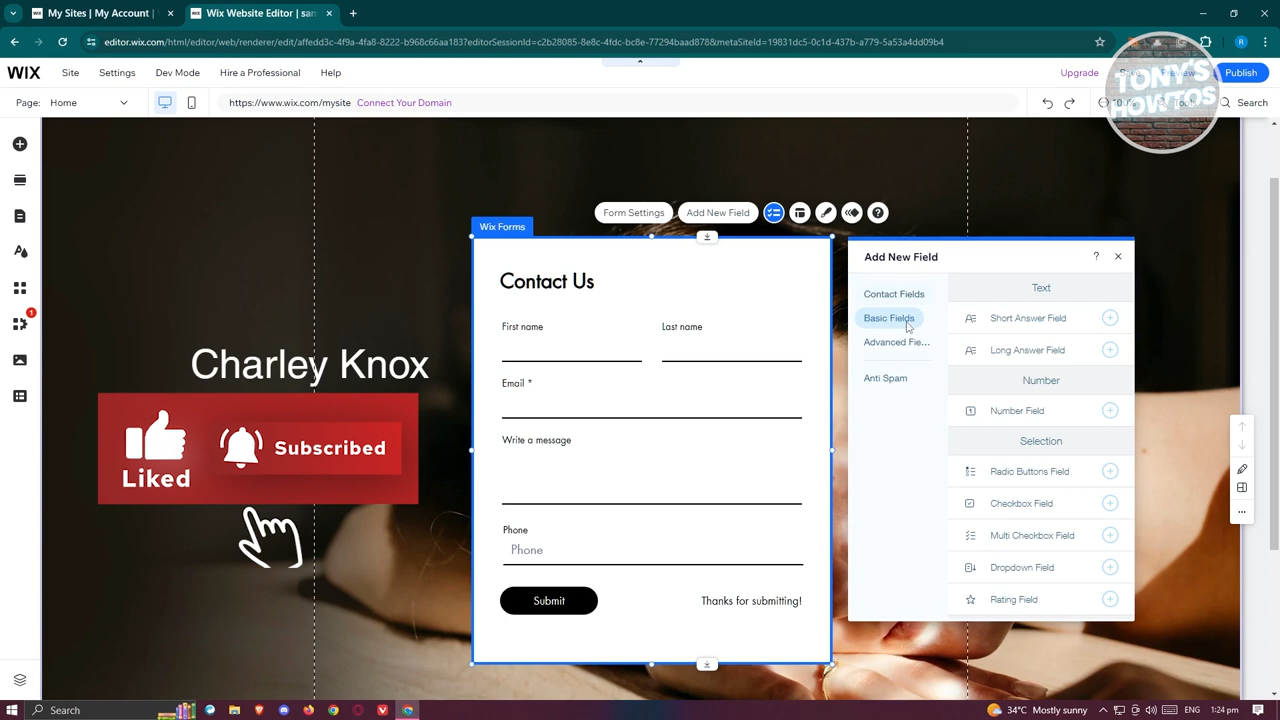 My Sites | My Account | W
Wix Website Editor | sam
editor.wix.com/html/editor/web/renderer/edit/affedd3c-4f9a-4fa8-8222-b968c66aa183?editorSessionId=c2b28085-8e8c-4fdc-bc8e-77294baad878&metaSiteId=19831dc5-0c1d-437b-a779-5a53a4dd09b4
R
WIX
Site
Settings
Dev Mode
Hire a Professional
Help
Upgrade
Save
Preview
Publish
Page: Home
https://www.wix.com/mysite Connect Your Domain
100%
Tools
Search
TONY'S
HOWTOS
1
Form Settings
Add New Field
Wix Forms
Contact Us
First name
Last name
Email *
Write a message
Phone
Phone
Submit
Thanks for submitting!
Charley Knox
Liked
Subscribed
Add New Field
?
Contact Fields
Basic Fields
Advanced Fie...
Anti Spam
Text
Short Answer Field
Long Answer Field
Number
Number Field
Selection
Radio Buttons Field
Checkbox Field
Multi Checkbox Field
Dropdown Field
Rating Field
Search
34°C Mostly sunny
1:24 pm